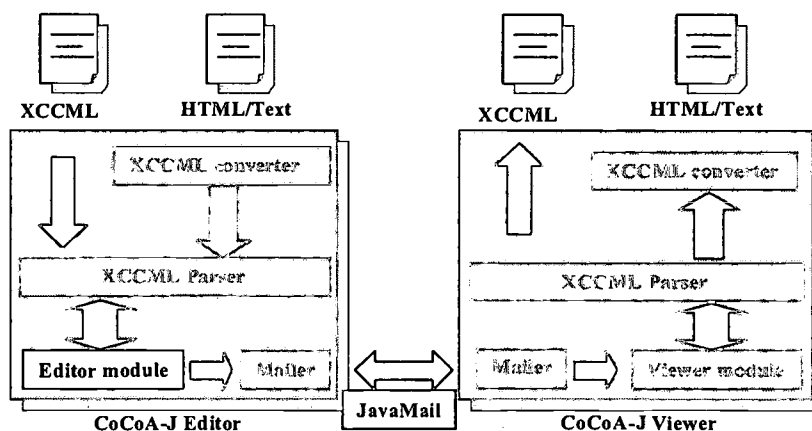 XCCML
HTML/Text
XCCML converter
XCCML Parser
Editor module
Mailer
CoCoA-J Editor
JavaMail
XCCML
HTML/Text
XCCML converter
XCCML Parser
Mailer
Viewer module
CoCoA-J Viewer